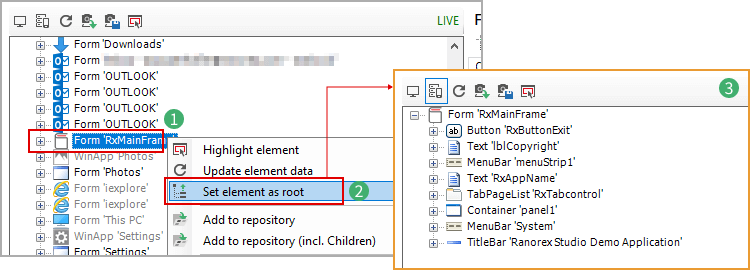 LIVE
F
Form 'Downloads'
Form
Form 'OUTLOOK'
Form 'OUTLOOK'
Form 'OUTLOOK'
Form 'OUTLOOK'
1
Form 'RxMainFram
WinApp 'Photos'
Form 'Photos'
Form 'iexplore'
Form 'iexplore'
Form 'This PC'
WinApp 'Settings'
Form 'Settings'
Highlight element
Update element data
Set element as root
2
Add to repository
Add to repository (incl. Children)
3
Form 'RxMainFrame'
Button 'RxButtonExit'
Text 'lblCopyright'
MenuBar 'menuStrip1'
Text 'RxAppName'
TabPageList 'RxTabcontrol'
Container 'panel1'
MenuBar 'System'
TitleBar 'Ranorex Studio Demo Application'